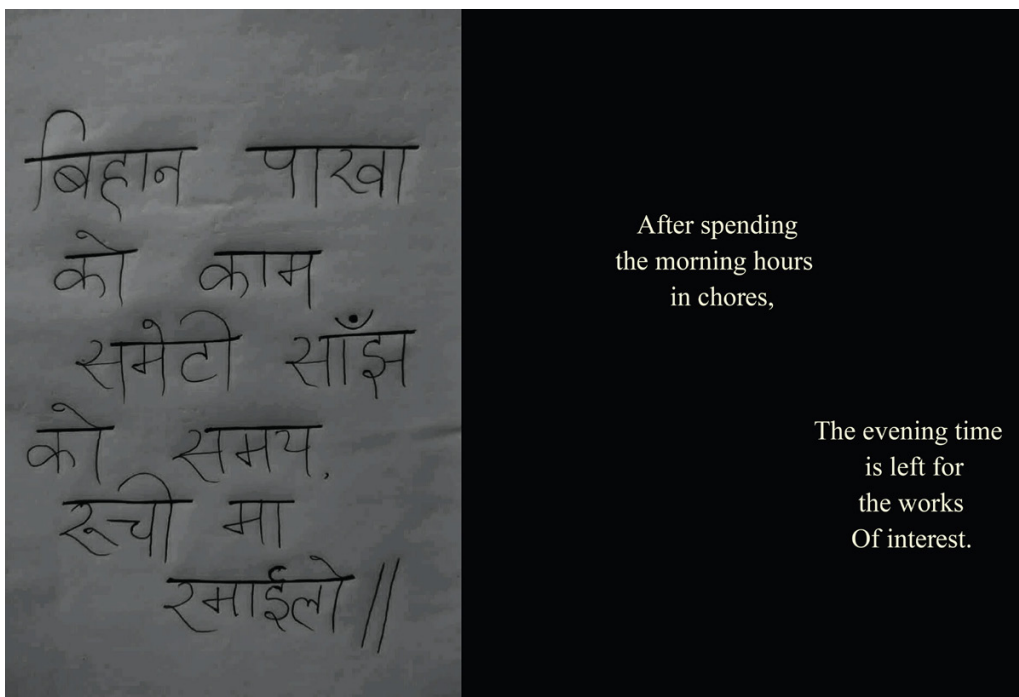 बिहान पाखा
को काम
समेटी साँझ
को समय,
रूची मा
रमाईलो //
After spending
the morning hours
in chores,
The evening time
is left for
the works
Of interest.